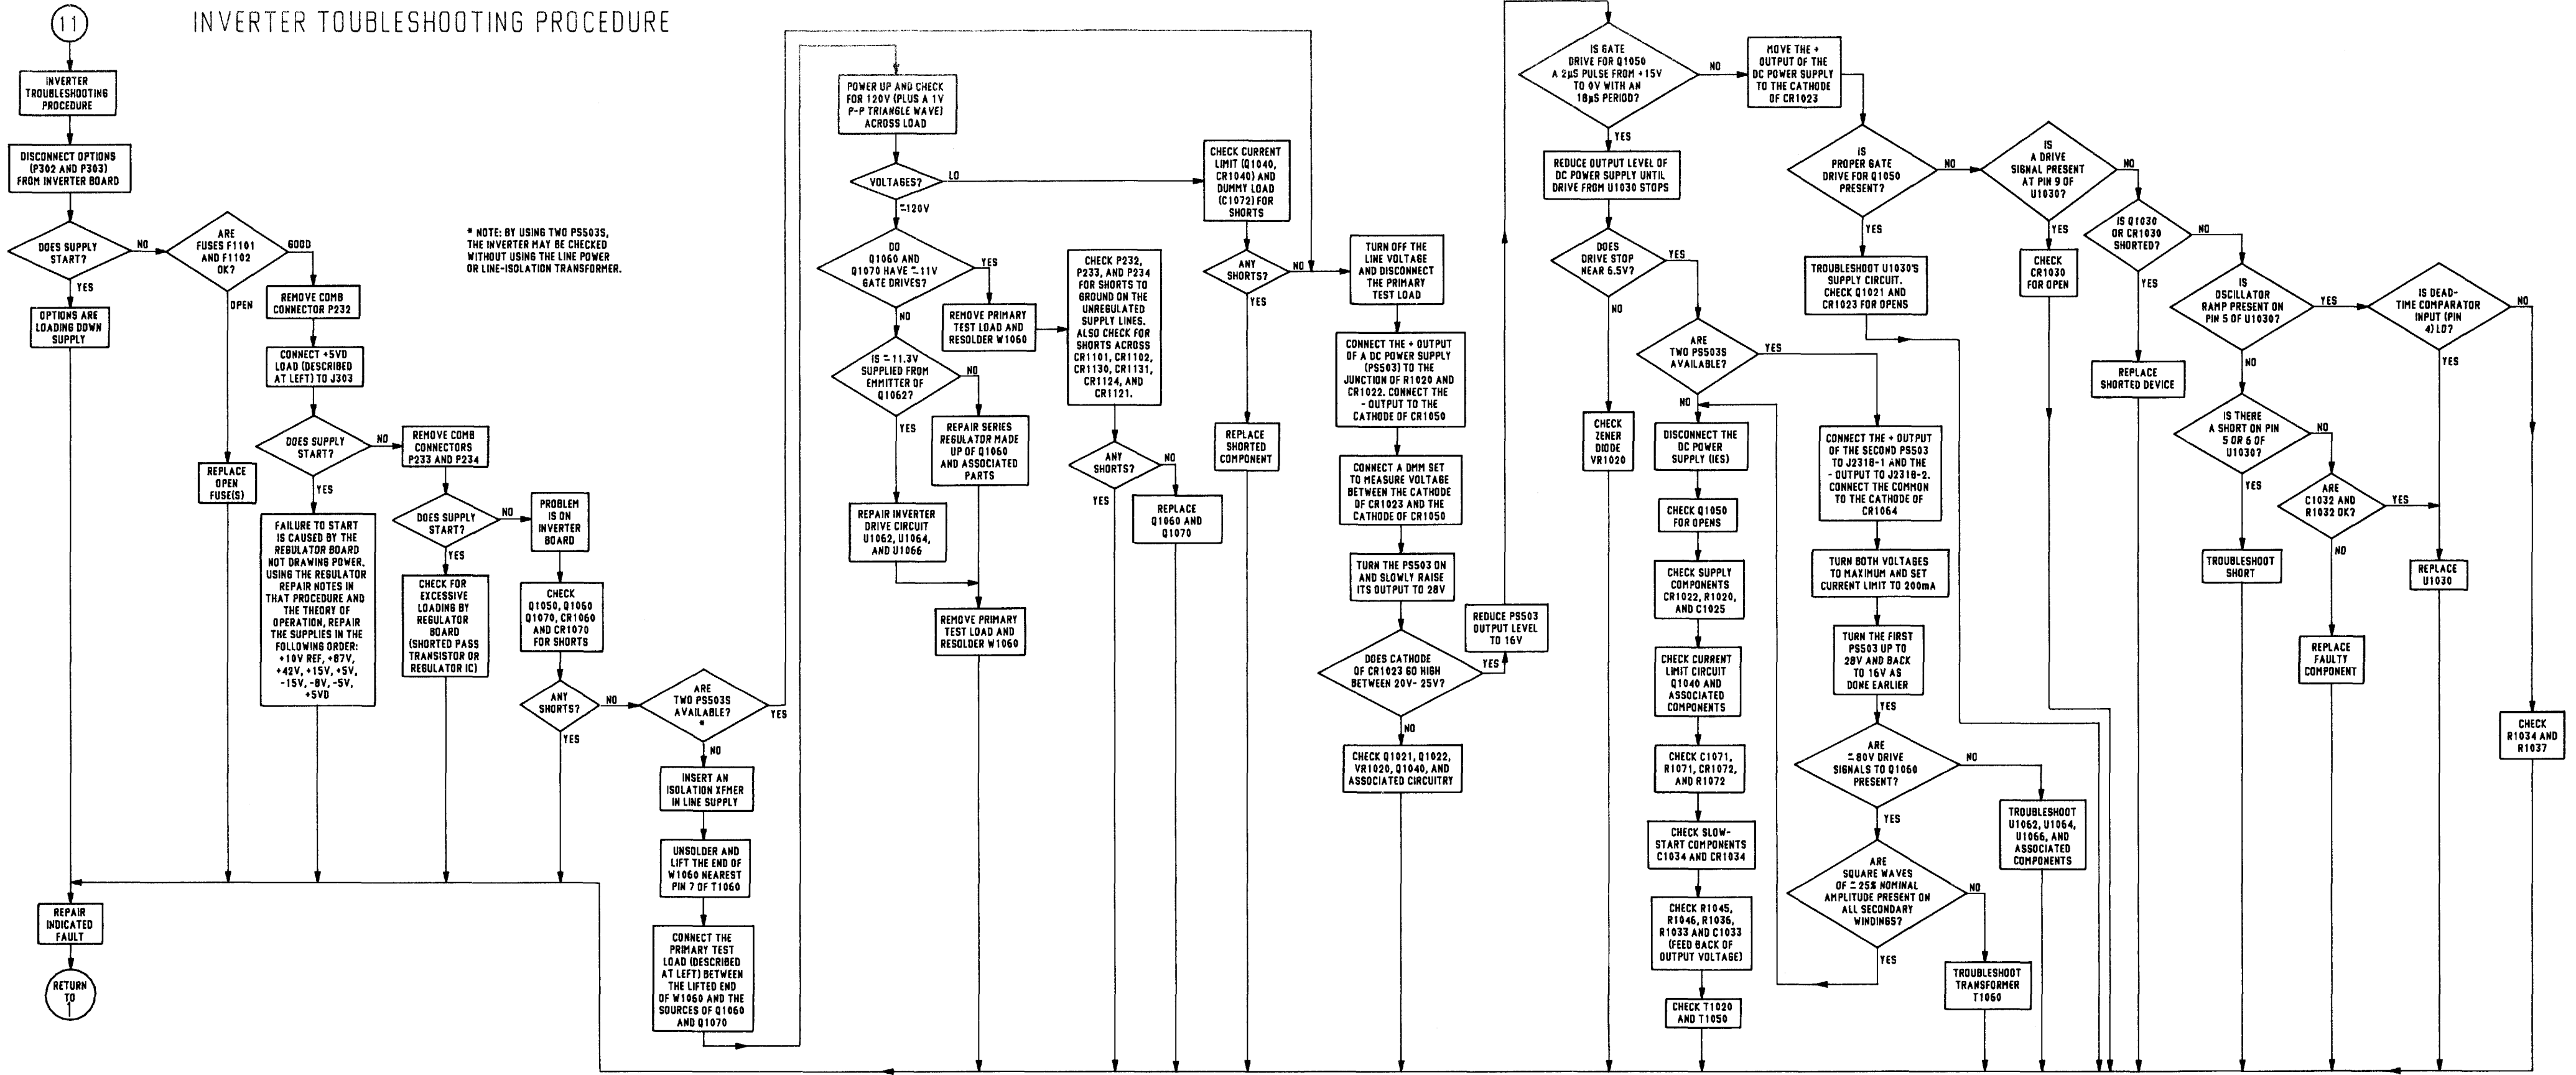 11
INVERTER TOUBLESHOOTING PROCEDURE
INVERTER
TROUBLESHOOTING
PROCEDURE
DISCONNECT OPTIONS
(P302 AND P303)
FROM INVERTER BOARD
DOES SUPPLY
START?
NO
YES
OPTIONS ARE
LOADING DOWN
SUPPLY
ARE
FUSES F1101
AND F1102
OK?
GOOD
OPEN
REPLACE
OPEN
FUSE(S)
REMOVE COMB
CONNECTOR P232
CONNECT +5VD
LOAD (DESCRIBED
AT LEFT) TO J303
DOES SUPPLY
START?
NO
YES
FAILURE TO START
IS CAUSED BY THE
REGULATOR BOARD
NOT DRAWING POWER.
USING THE REGULATOR
REPAIR NOTES IN
THAT PROCEDURE AND
THE THEORY OF
OPERATION, REPAIR
THE SUPPLIES IN THE
FOLLOWING ORDER:
+10V REF, +87V,
+42V, +15V, +5V,
-15V, -8V, -5V,
+5VD
REMOVE COMB
CONNECTORS
P233 AND P234
DOES SUPPLY
START?
NO
YES
CHECK FOR
EXCESSIVE
LOADING BY
REGULATOR
BOARD
(SHORTED PASS
TRANSISTOR OR
REGULATOR IC)
PROBLEM
IS ON
INVERTER
BOARD
CHECK
Q1050, Q1060
Q1070, CR1060
AND CR1070
FOR SHORTS
ANY
SHORTS?
NO
YES
* NOTE: BY USING TWO PS503S,
THE INVERTER MAY BE CHECKED
WITHOUT USING THE LINE POWER
OR LINE-ISOLATION TRANSFORMER.
ARE
TWO PS503S
AVAILABLE?
*
YES
NO
INSERT AN
ISOLATION XFMER
IN LINE SUPPLY
UNSOLDER AND
LIFT THE END OF
W1060 NEAREST
PIN 7 OF T1060
CONNECT THE
PRIMARY TEST
LOAD (DESCRIBED
AT LEFT) BETWEEN
THE LIFTED END
OF W1060 AND THE
SOURCES OF Q1060
AND Q1070
REPAIR
INDICATED
FAULT
RETURN
TO
1
POWER UP AND CHECK
FOR 120V (PLUS A 1V
P-P TRIANGLE WAVE)
ACROSS LOAD
VOLTAGES?
LO
≈120V
DO
Q1060 AND
Q1070 HAVE ≈11V
GATE DRIVES?
YES
NO
REMOVE PRIMARY
TEST LOAD AND
RESOLDER W1060
IS ≈11.3V
SUPPLIED FROM
EMMITTER OF
Q1062?
NO
YES
REPAIR SERIES
REGULATOR MADE
UP OF Q1060
AND ASSOCIATED
PARTS
REPAIR INVERTER
DRIVE CIRCUIT
U1062, U1064,
AND U1066
REMOVE PRIMARY
TEST LOAD AND
RESOLDER W1060
CHECK P232,
P233, AND P234
FOR SHORTS TO
GROUND ON THE
UNREGULATED
SUPPLY LINES.
ALSO CHECK FOR
SHORTS ACROSS
CR1101, CR1102,
CR1130, CR1131,
CR1124, AND
CR1121.
ANY
SHORTS?
NO
YES
REPLACE
Q1060 AND
Q1070
CHECK CURRENT
LIMIT (Q1040,
CR1040) AND
DUMMY LOAD
(C1072) FOR
SHORTS
ANY
SHORTS?
NO
YES
REPLACE
SHORTED
COMPONENT
TURN OFF THE
LINE VOLTAGE
AND DISCONNECT
THE PRIMARY
TEST LOAD
CONNECT THE + OUTPUT
OF A DC POWER SUPPLY
(PS503) TO THE
JUNCTION OF R1020 AND
CR1022. CONNECT THE
- OUTPUT TO THE
CATHODE OF CR1050
CONNECT A DMM SET
TO MEASURE VOLTAGE
BETWEEN THE CATHODE
OF CR1023 AND THE
CATHODE OF CR1050
TURN THE PS503 ON
AND SLOWLY RAISE
ITS OUTPUT TO 28V
DOES CATHODE
OF CR1023 GO HIGH
BETWEEN 20V- 25V?
YES
NO
CHECK Q1021, Q1022,
VR1020, Q1040, AND
ASSOCIATED CIRCUITRY
REDUCE PS503
OUTPUT LEVEL
TO 16V
IS GATE
DRIVE FOR Q1050
A 2µS PULSE FROM +15V
TO 0V WITH AN
18µS PERIOD?
NO
YES
MOVE THE +
OUTPUT OF THE
DC POWER SUPPLY
TO THE CATHODE
OF CR1023
REDUCE OUTPUT LEVEL OF
DC POWER SUPPLY UNTIL
DRIVE FROM U1030 STOPS
DOES
DRIVE STOP
NEAR 6.5V?
YES
NO
CHECK
ZENER
DIODE
VR1020
ARE
TWO PS503S
AVAILABLE?
YES
NO
DISCONNECT THE
DC POWER
SUPPLY (IES)
CHECK Q1050
FOR OPENS
CHECK SUPPLY
COMPONENTS
CR1022, R1020,
AND C1025
CHECK CURRENT
LIMIT CIRCUIT
Q1040 AND
ASSOCIATED
COMPONENTS
CHECK C1071,
R1071, CR1072,
AND R1072
CHECK SLOW-
START COMPONENTS
C1034 AND CR1034
CHECK R1045,
R1046, R1036,
R1033 AND C1033
(FEED BACK OF
OUTPUT VOLTAGE)
CHECK T1020
AND T1050
IS
PROPER GATE
DRIVE FOR Q1050
PRESENT?
NO
YES
TROUBLESHOOT U1030'S
SUPPLY CIRCUIT.
CHECK Q1021 AND
CR1023 FOR OPENS
CONNECT THE + OUTPUT
OF THE SECOND PS503
TO J231B-1 AND THE
- OUTPUT TO J231B-2.
CONNECT THE COMMON
TO THE CATHODE OF
CR1064
TURN BOTH VOLTAGES
TO MAXIMUM AND SET
CURRENT LIMIT TO 200mA
TURN THE FIRST
PS503 UP TO
28V AND BACK
TO 16V AS
DONE EARLIER
YES
ARE
≈80V DRIVE
SIGNALS TO Q1060
PRESENT?
NO
YES
ARE
SQUARE WAVES
OF ≈ 25% NOMINAL
AMPLITUDE PRESENT ON
ALL SECONDARY
WINDINGS?
NO
YES
TROUBLESHOOT
U1062, U1064,
U1066, AND
ASSOCIATED
COMPONENTS
TROUBLESHOOT
TRANSFORMER
T1060
IS
A DRIVE
SIGNAL PRESENT
AT PIN 9 OF
U1030?
NO
YES
CHECK
CR1030
FOR OPEN
IS Q1030
OR CR1030
SHORTED?
NO
YES
REPLACE
SHORTED DEVICE
IS
OSCILLATOR
RAMP PRESENT ON
PIN 5 OF U1030?
YES
NO
IS THERE
A SHORT ON PIN
5 OR 6 OF
U1030?
NO
YES
TROUBLESHOOT
SHORT
ARE
C1032 AND
R1032 OK?
YES
NO
REPLACE
FAULTY
COMPONENT
IS DEAD-
TIME COMPARATOR
INPUT (PIN
4) LO?
NO
YES
REPLACE
U1030
CHECK
R1034 AND
R1037